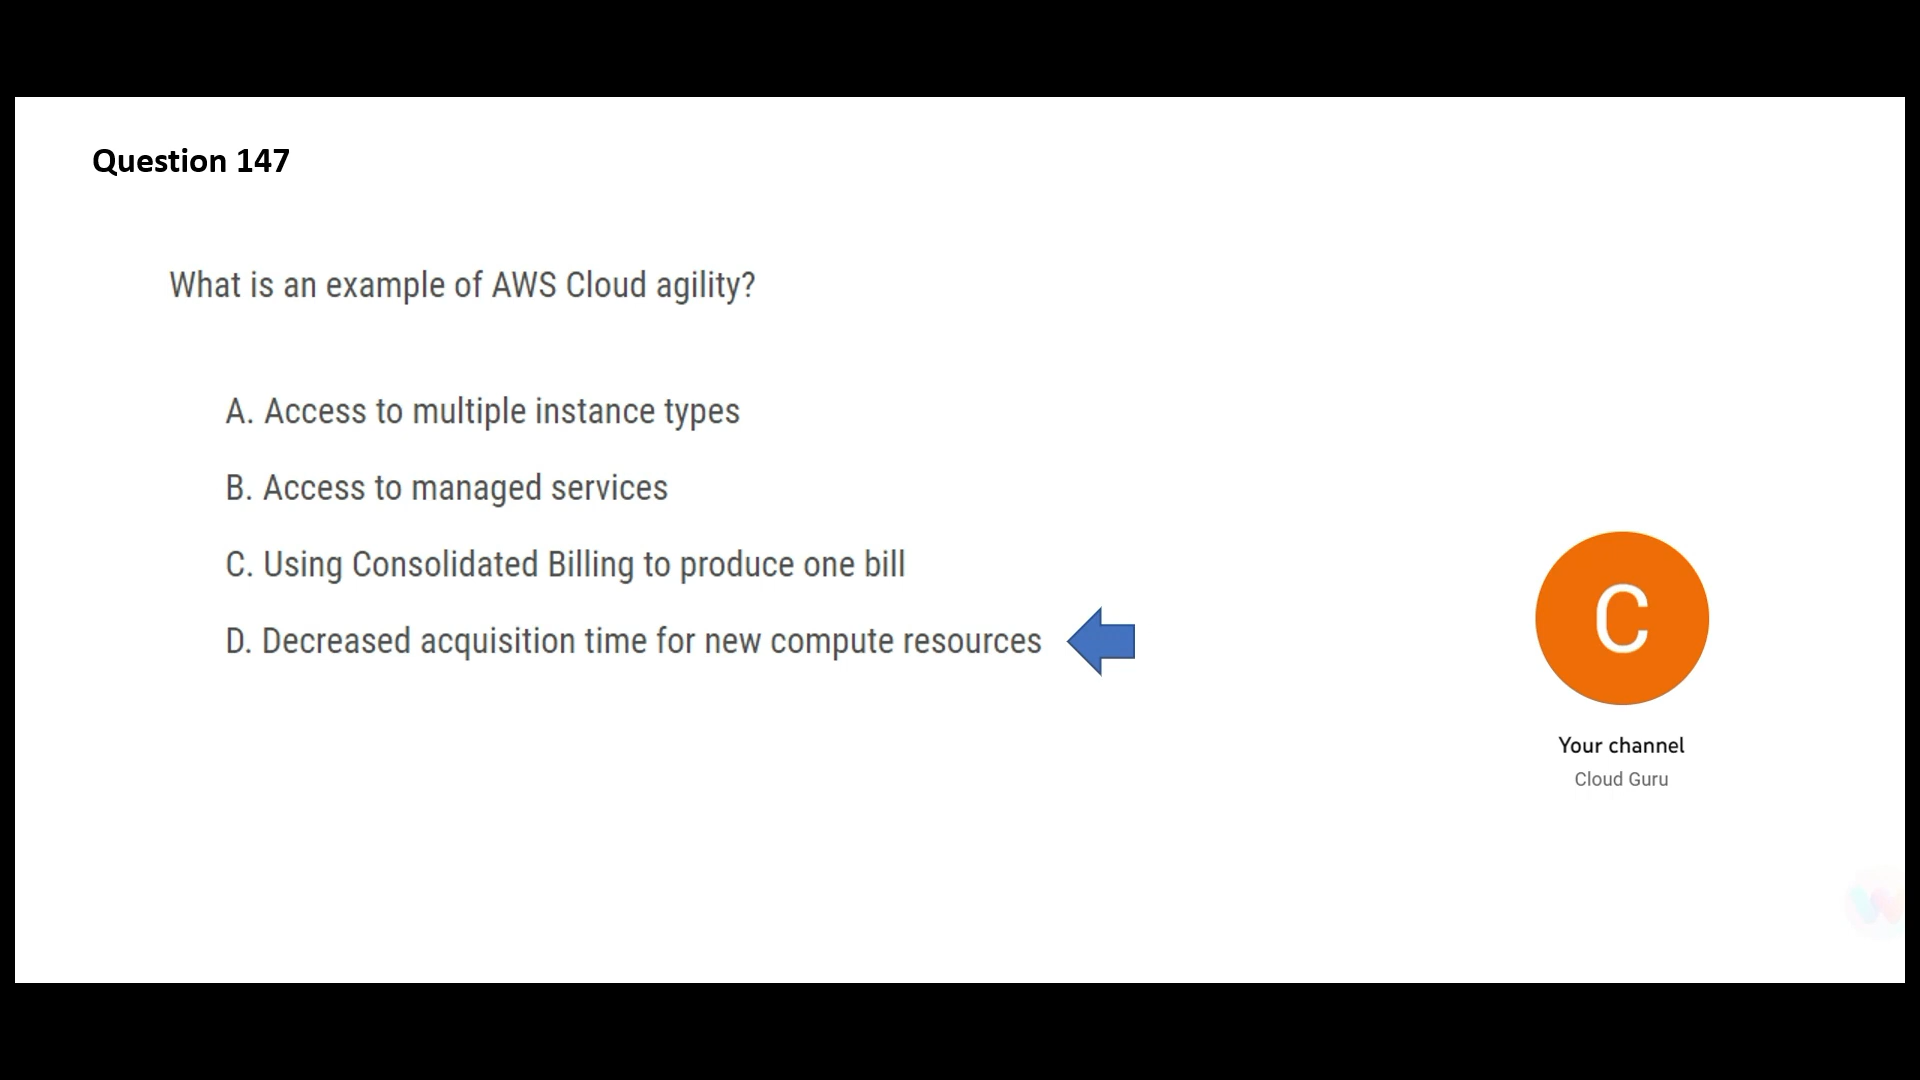 Question 147
What is an example of AWS Cloud agility?
A. Access to multiple instance types
B. Access to managed services
C. Using Consolidated Billing to produce one bill
D. Decreased acquisition time for new compute resources
C
Your channel
Cloud Guru
W